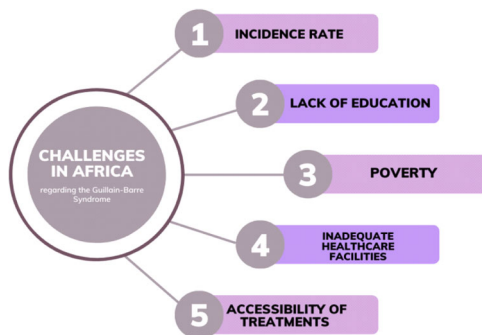 CHALLENGES
IN AFRICA
regarding the Guillain-Barre
Syndrome
1 INCIDENCE RATE
2 LACK OF EDUCATION
3 POVERTY
4 INADEQUATE
HEALTHCARE
FACILITIES
5 ACCESSIBILITY OF
TREATMENTS